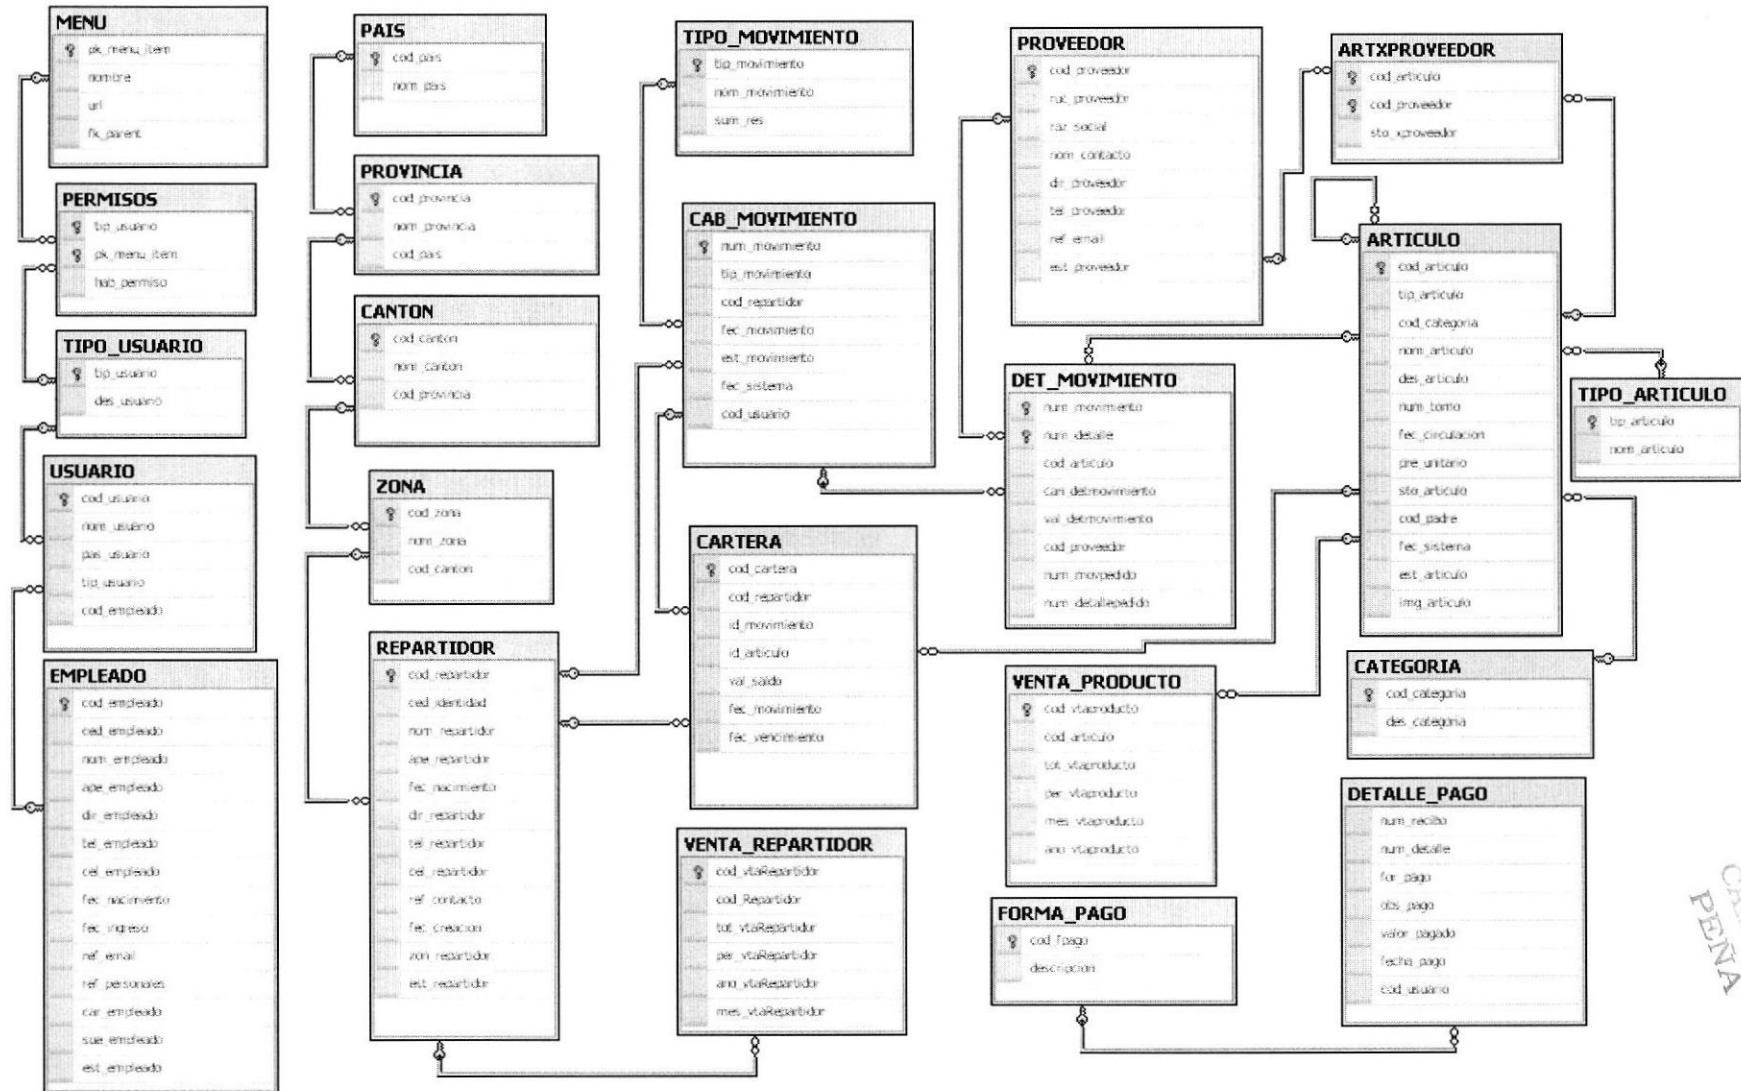 MENU
pk_menu_item
nombre
url
fk_parent
PERMISOS
tip_usuario
pk_menu_item
hab_permiso
TIPO_USUARIO
tip_usuario
des_usuario
USUARIO
cod_usuario
nom_usuario
pas_usuario
tip_usuario
cod_empleado
EMPLEADO
cod_empleado
ced_empleado
nom_empleado
ape_empleado
dir_empleado
tel_empleado
cel_empleado
fec_nacimiento
fec_ingreso
ref_email
ref_personales
car_empleado
sue_empleado
est_empleado
PAIS
cod_pais
nom_pais
PROVINCIA
cod_provincia
nom_provincia
cod_pais
CANTON
cod_canton
nom_canton
cod_provincia
ZONA
cod_zona
nom_zona
cod_canton
REPARTIDOR
cod_repartidor
ced_identidad
nom_repartidor
ape_repartidor
fec_nacimiento
dir_repartidor
tel_repartidor
cel_repartidor
ref_contacto
fec_creacion
zon_repartidor
est_repartidor
TIPO_MOVIMIENTO
tip_movimiento
nom_movimiento
sum_res
CAB_MOVIMIENTO
num_movimiento
tip_movimiento
cod_repartidor
fec_movimiento
est_movimiento
fec_sistema
cod_usuario
CARTERA
cod_cartera
cod_repartidor
id_movimiento
id_articulo
val_saldo
fec_movimiento
fec_vencimiento
VENTA_REPARTIDOR
cod_vtaRepartidor
cod_Repartidor
tot_vtaRepartidor
per_vtaRepartidor
ano_vtaRepartidor
mes_vtaRepartidor
PROVEEDOR
cod_proveedor
ruc_proveedor
raz_social
nom_contacto
dir_proveedor
tel_proveedor
ref_email
est_proveedor
DET_MOVIMIENTO
num_movimiento
num_detalle
cod_articulo
can_detmovimiento
val_detmovimiento
cod_proveedor
num_movpedido
num_detallepedido
VENTA_PRODUCTO
cod_vtaproducto
cod_articulo
tot_vtaproducto
per_vtaproducto
mes_vtaproducto
ano_vtaproducto
FORMA_PAGO
cod_fpago
descripcion
ARTXPROVEEDOR
cod_articulo
cod_proveedor
sto_xproveedor
ARTICULO
cod_articulo
tip_articulo
cod_categoria
nom_articulo
des_articulo
num_tomo
fec_circulacion
pre_unitario
sto_articulo
cod_padre
fec_sistema
est_articulo
img_articulo
TIPO_ARTICULO
tip_articulo
nom_articulo
CATEGORIA
cod_categoria
des_categoria
DETALLE_PAGO
num_recibo
num_detalle
for_pago
obs_pago
valor_pagado
fecha_pago
cod_usuario
PENA